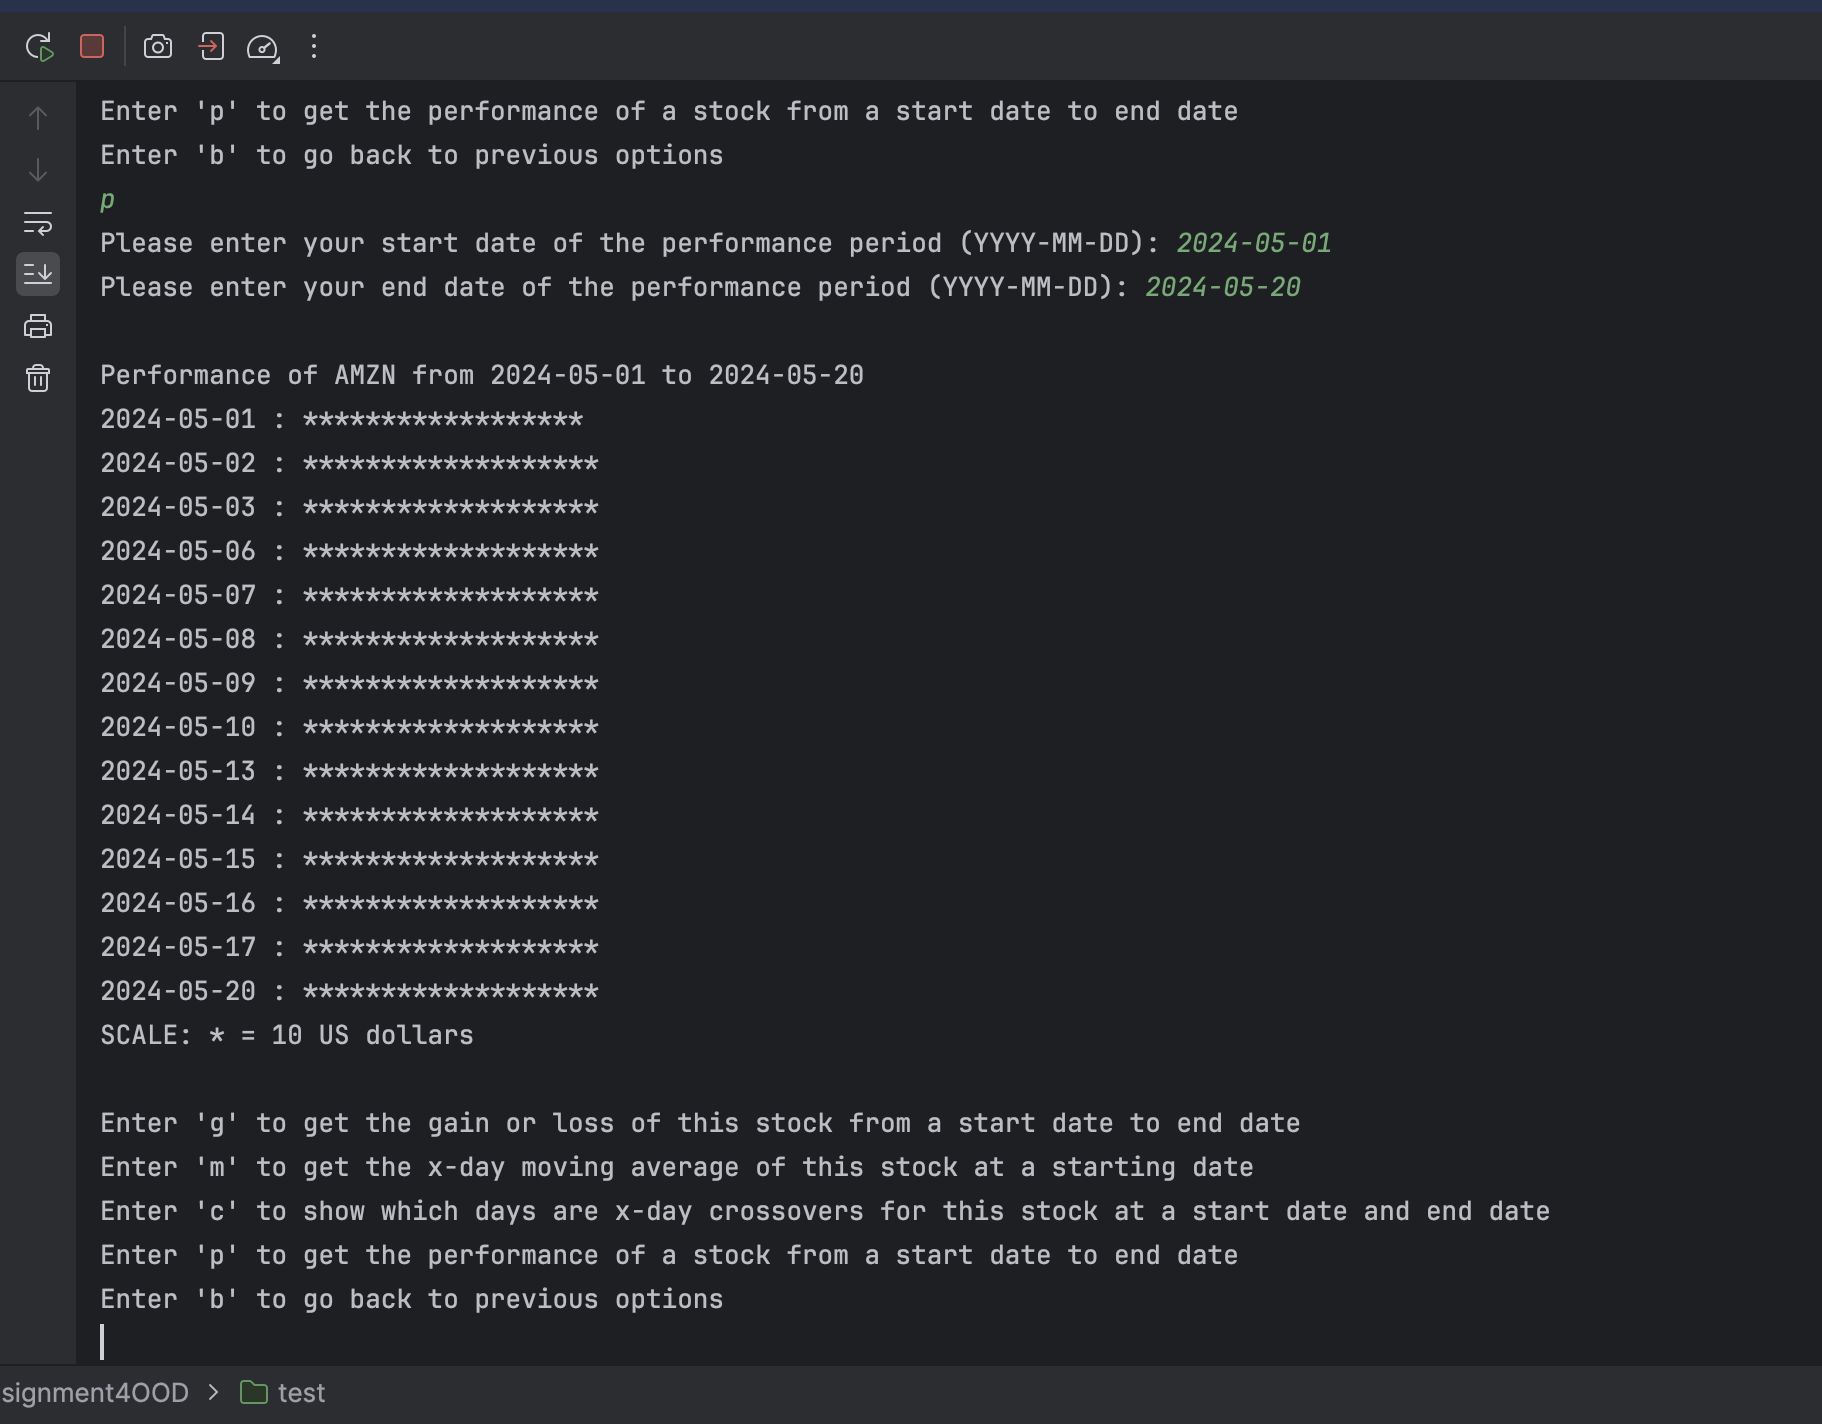 Enter 'p' to get the performance of a stock from a start date to end date
Enter 'b' to go back to previous options
p
Please enter your start date of the performance period (YYYY-MM-DD): 2024-05-01
Please enter your end date of the performance period (YYYY-MM-DD): 2024-05-20
Performance of AMZN from 2024-05-01 to 2024-05-20
2024-05-01 : ******************
2024-05-02 : *******************
2024-05-03 : *******************
2024-05-06 : *******************
2024-05-07 : *******************
2024-05-08 : *******************
2024-05-09 : *******************
2024-05-10 : *******************
2024-05-13 : *******************
2024-05-14 : *******************
2024-05-15 : *******************
2024-05-16 : *******************
2024-05-17 : *******************
2024-05-20 : *******************
SCALE: * = 10 US dollars
Enter 'g' to get the gain or loss of this stock from a start date to end date
Enter 'm' to get the x-day moving average of this stock at a starting date
Enter 'c' to show which days are x-day crossovers for this stock at a start date and end date
Enter 'p' to get the performance of a stock from a start date to end date
Enter 'b' to go back to previous options
signment4OOD > test